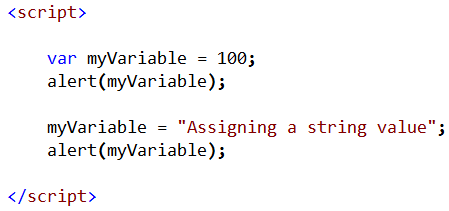 <script>
var myVariable = 100;
alert(myVariable);
myVariable = "Assigning a string value";
alert(myVariable);
</script>